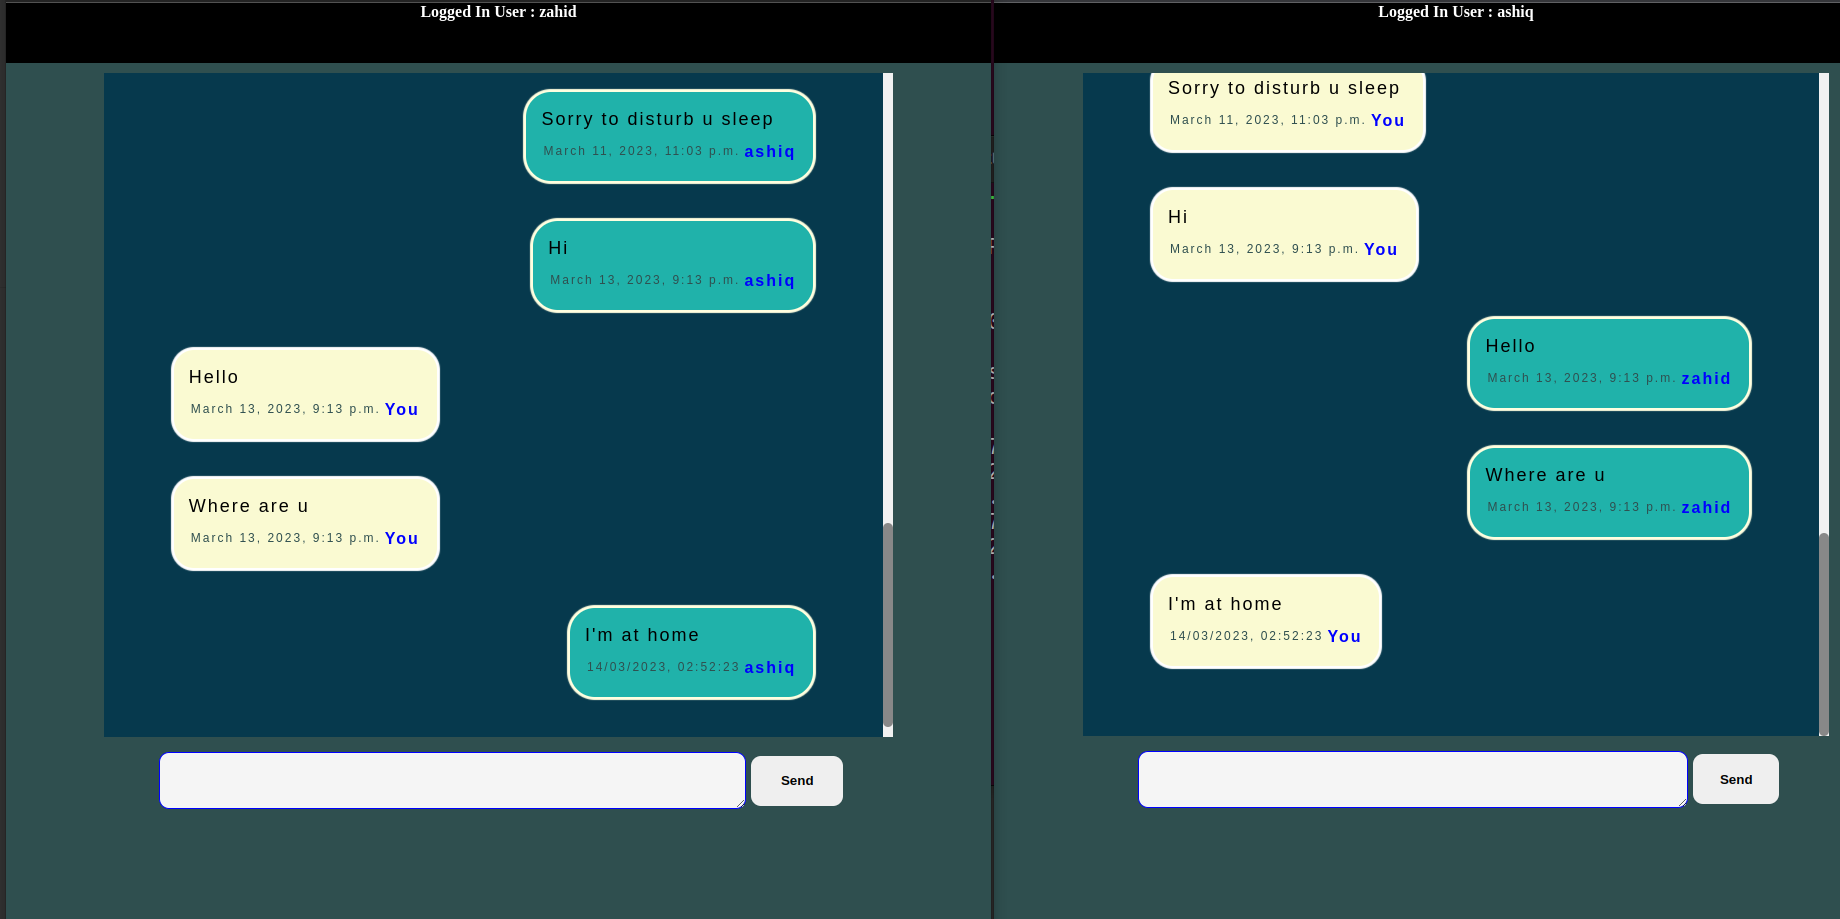 Logged In User : zahid
Sorry to disturb u sleep
March 11, 2023, 11:03 p.m. ashiq
Hi
March 13, 2023, 9:13 p.m. ashiq
Hello
March 13, 2023, 9:13 p.m. You
Where are u
March 13, 2023, 9:13 p.m. You
I'm at home
14/03/2023, 02:52:23 ashiq
Send
Logged In User : ashiq
Sorry to disturb u sleep
March 11, 2023, 11:03 p.m. You
Hi
March 13, 2023, 9:13 p.m. You
Hello
March 13, 2023, 9:13 p.m. zahid
Where are u
March 13, 2023, 9:13 p.m. zahid
I'm at home
14/03/2023, 02:52:23 You
Send